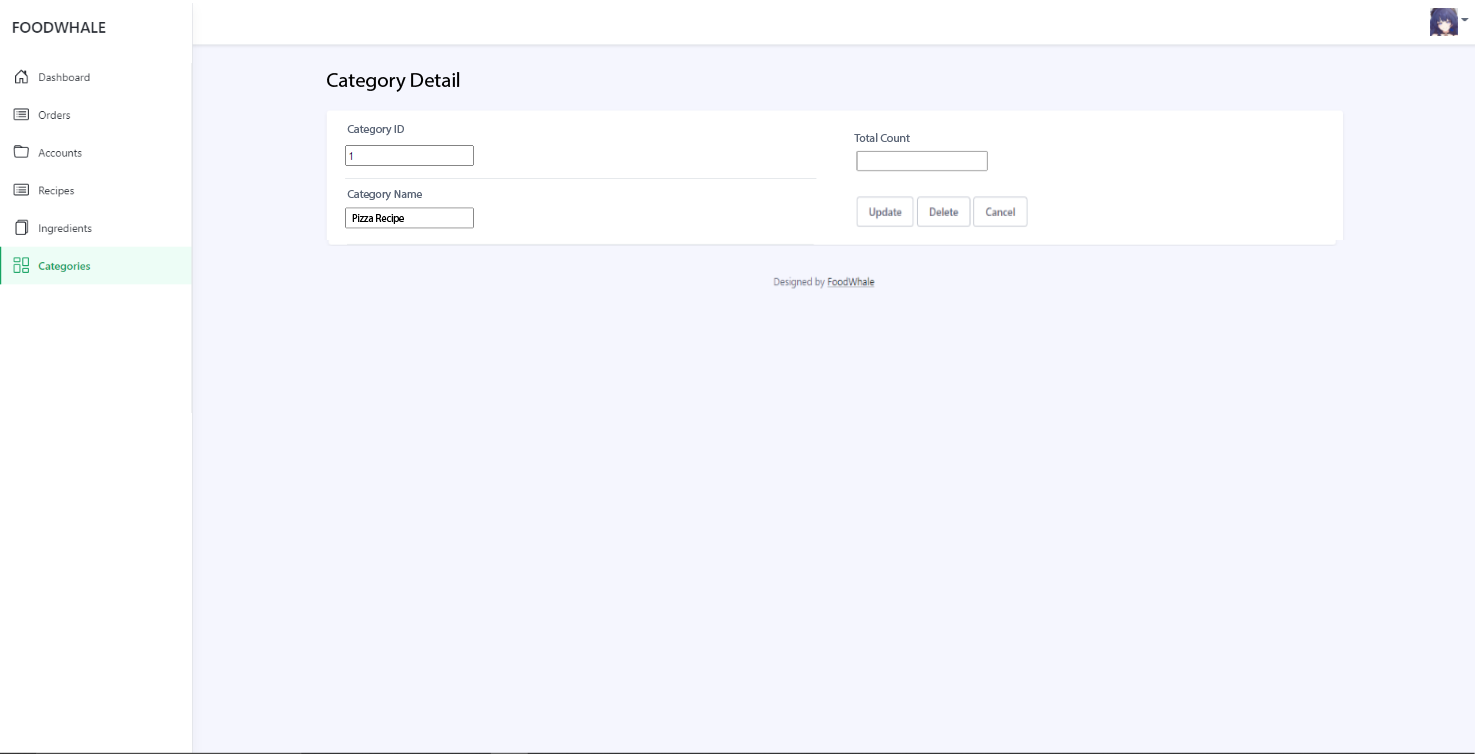 FOODWHALE
Dashboard
Orders
Accounts
Recipes
Ingredients
Categories
Category Detail
Category ID
1
Category Name
Pizza Recipe
Total Count
Update Delete Cancel
Designed by FoodWhale